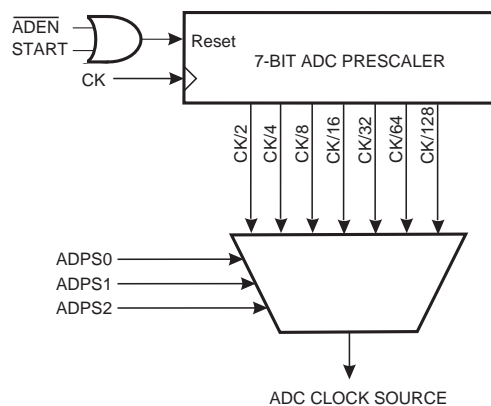 ADEN
START
Reset
7-BIT ADC PRESCALER
CK
CK/2
CK/4
CK/8
CK/16
CK/32
CK/64
CK/128
ADPS0
ADPS1
ADPS2
ADC CLOCK SOURCE